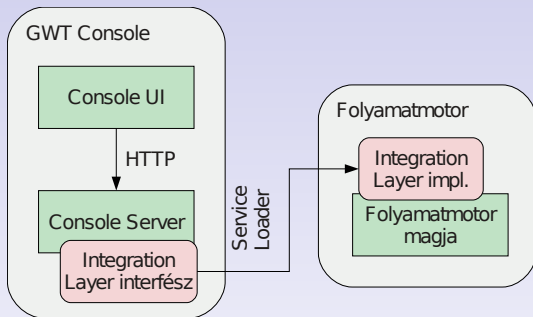 GWT Console
Console UI
HTTP
Console Server
Integration
Layer interfész
Service
Loader
Folyamatmotor
Integration
Layer impl.
Folyamatmotor
magja